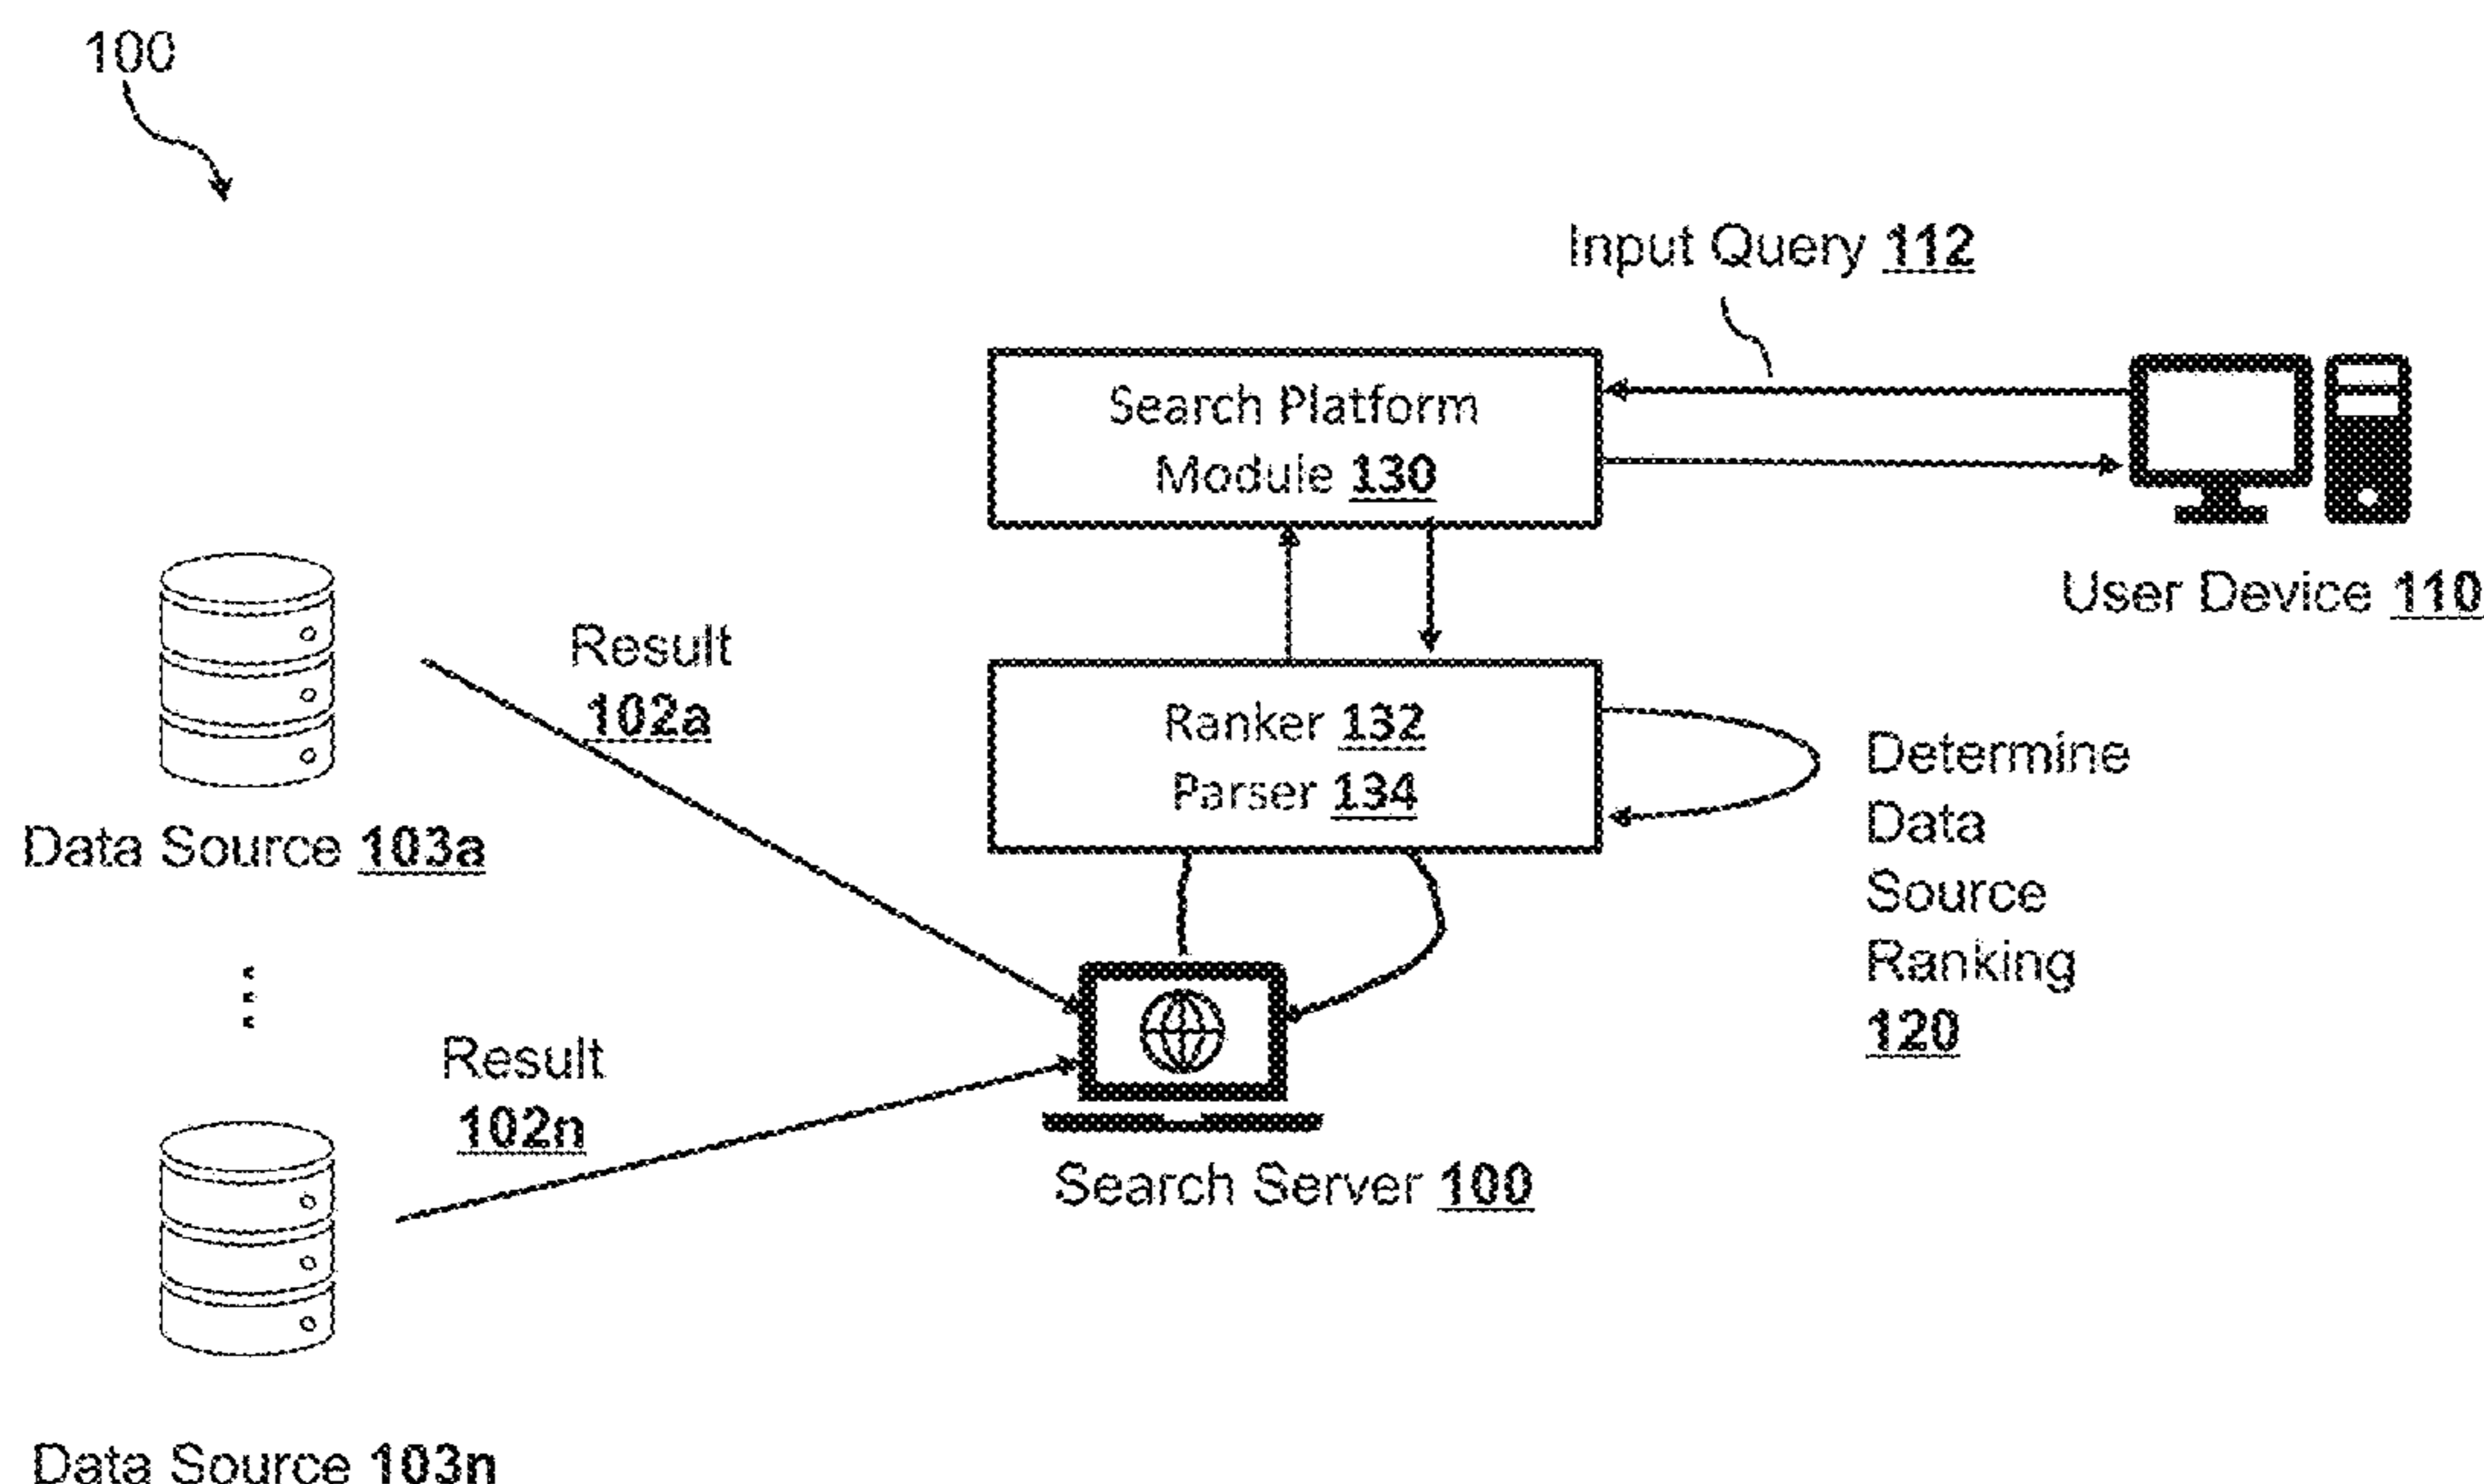 100
Input Query 112
Search Platform
Module 130
User Device 110
Result
102a
Ranker 132
Parser 134
Determine
Data
Source
Ranking
120
Data Source 103a
Result
102n
Search Server 100
Data Source 103n